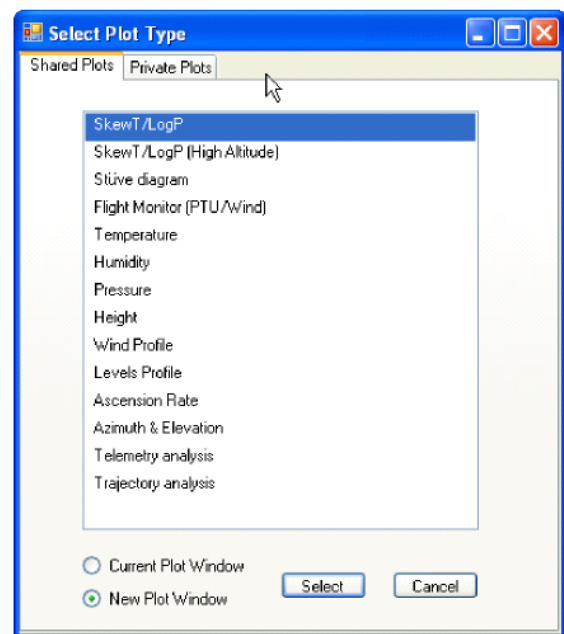 Select Plot Type
Shared Plots Private Plots
SkewT/LogP
SkewT/LogP (High Altitude)
Stüve diagram
Flight Monitor (PTU/Wind)
Temperature
Humidity
Pressure
Height
Wind Profile
Levels Profile
Ascension Rate
Azimuth & Elevation
Telemetry analysis
Trajectory analysis
Current Plot Window
New Plot Window
Select Cancel